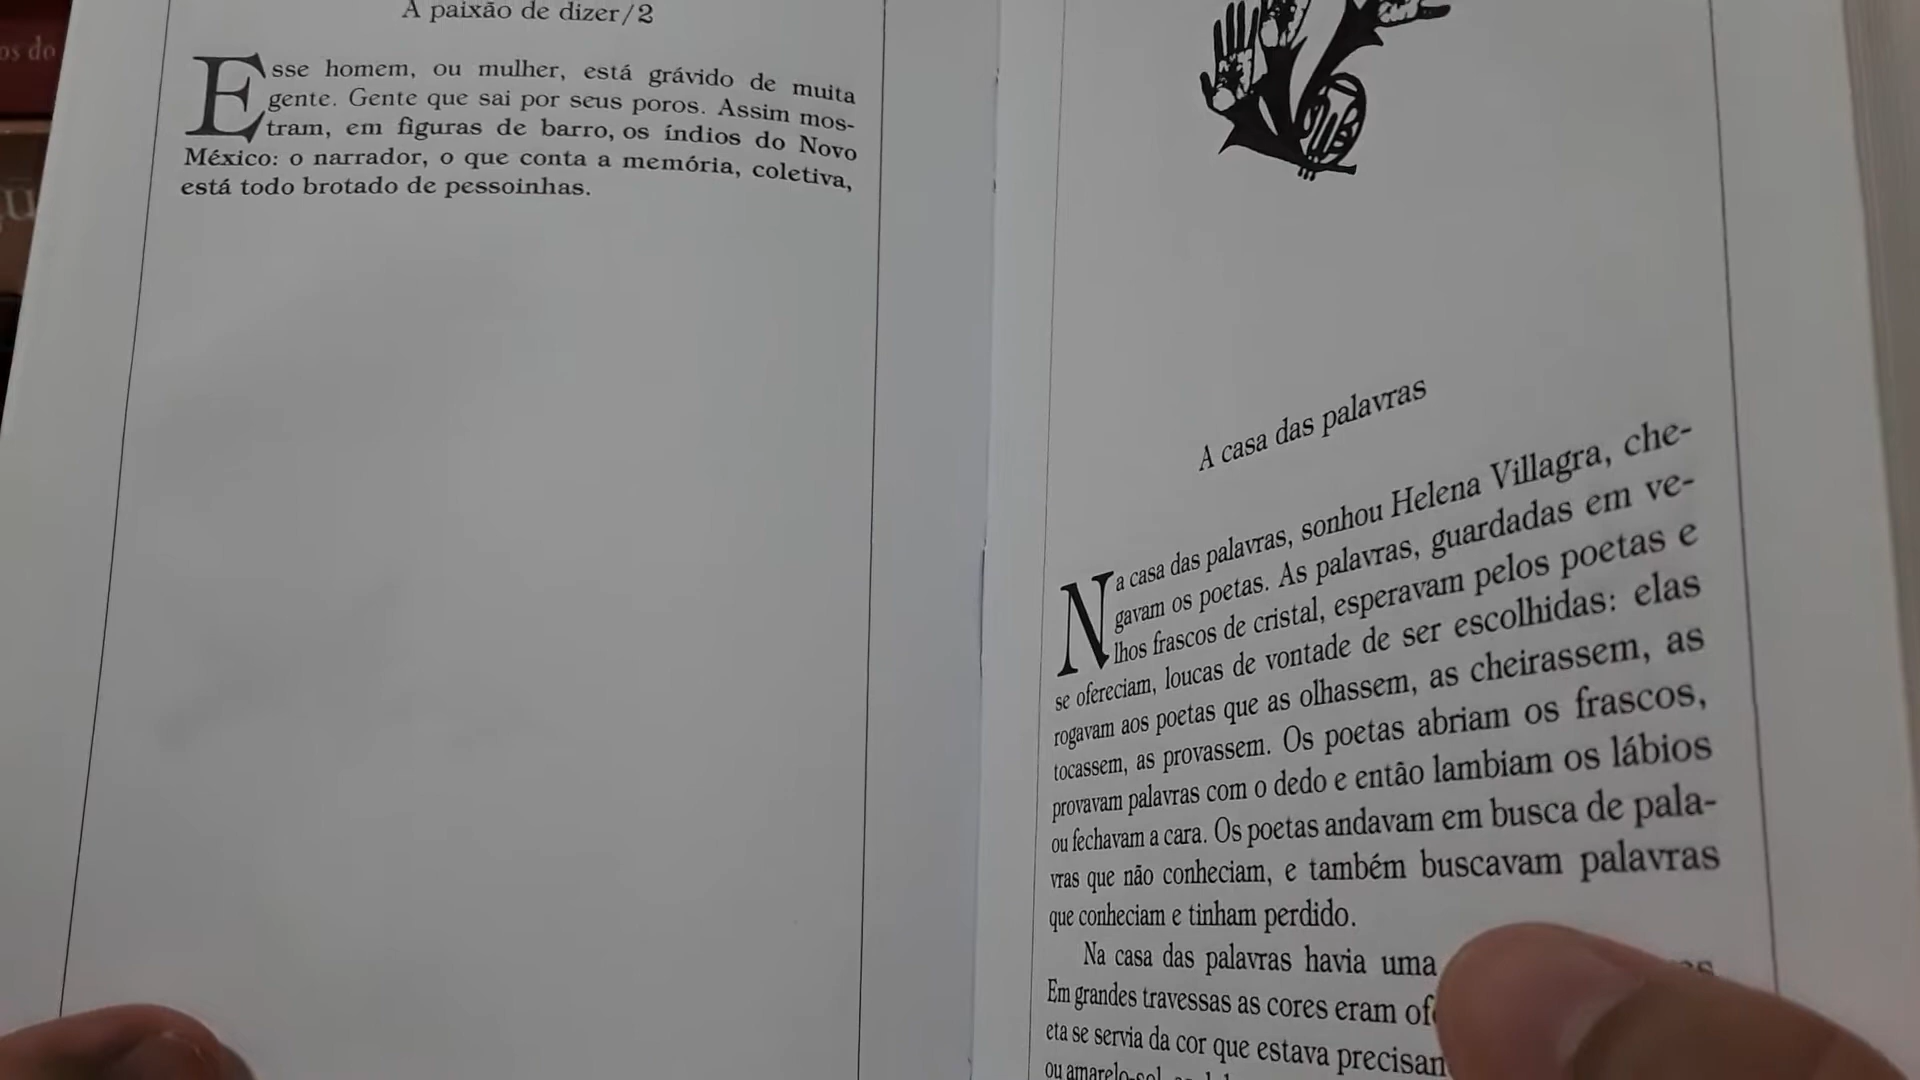 os do
A paixão de dizer/2
Esse homem, ou mulher, está grávido de muita
gente. Gente que sai por seus poros. Assim mos-
tram, em figuras de barro, os índios do Novo
México: o narrador, o que conta a memória, coletiva,
está todo brotado de pessoinhas.
A casa das palavras
Na casa das palavras, sonhou Helena Villagra, che-
gavam os poetas. As palavras, guardadas em ve-
lhos frascos de cristal, esperavam pelos poetas e
se ofereciam, loucas de vontade de ser escolhidas: elas
rogavam aos poetas que as olhassem, as cheirassem, as
tocassem, as provassem. Os poetas abriam os frascos,
provavam palavras com o dedo e então lambiam os lábios
ou fechavam a cara. Os poetas andavam em busca de pala-
vras que não conheciam, e também buscavam palavras
que conheciam e tinham perdido.
Na casa das palavras havia uma
Em grandes travessas as cores eram of
eta se servia da cor que estava precisan
ou amarelo-sol,